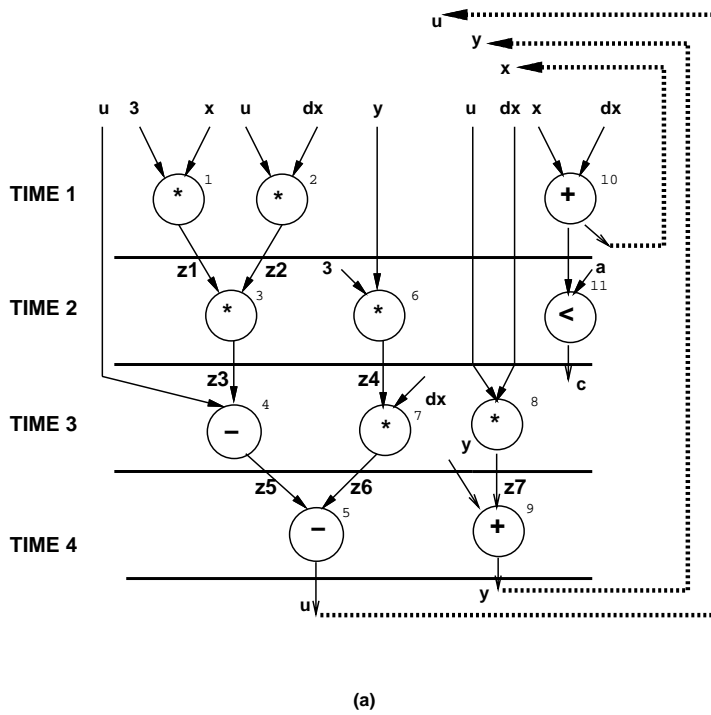 u
y
x
u 3 x u dx y u dx x dx
TIME 1
* 1
* 2
+ 10
z1 z2 3 a
TIME 2
* 3
* 6
< 11
z3 z4 c
dx
TIME 3
− 4
* 7
* 8
y
z5 z6 z7
TIME 4
− 5
+ 9
u y
(a)